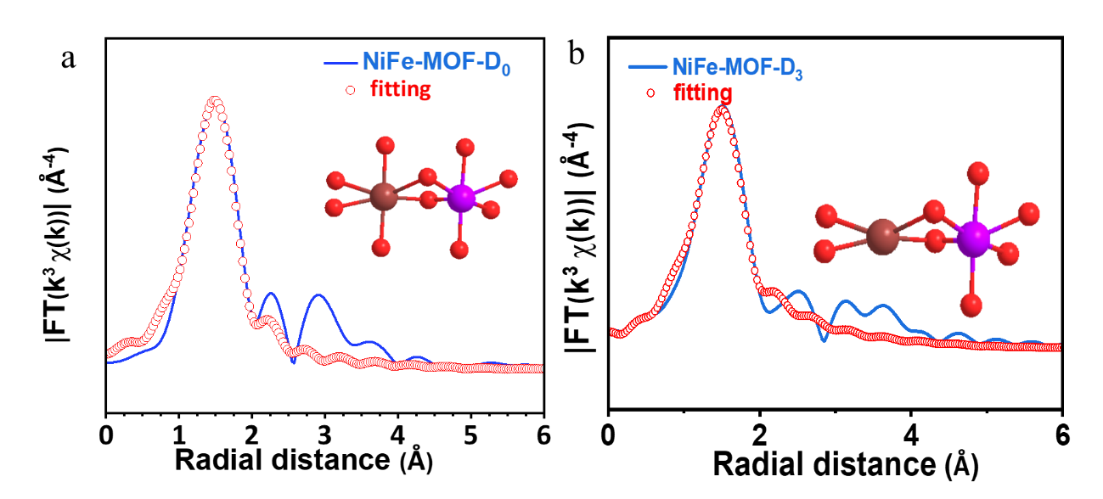 a
NiFe-MOF-D₀
fitting
|FT(k³ χ(k))| (Å⁻⁴)
0 1 2 3 4 5 6
Radial distance (Å)
b
NiFe-MOF-D₃
fitting
|FT(k³ χ(k))| (Å⁻⁴)
0 2 4 6
Radial distance (Å)